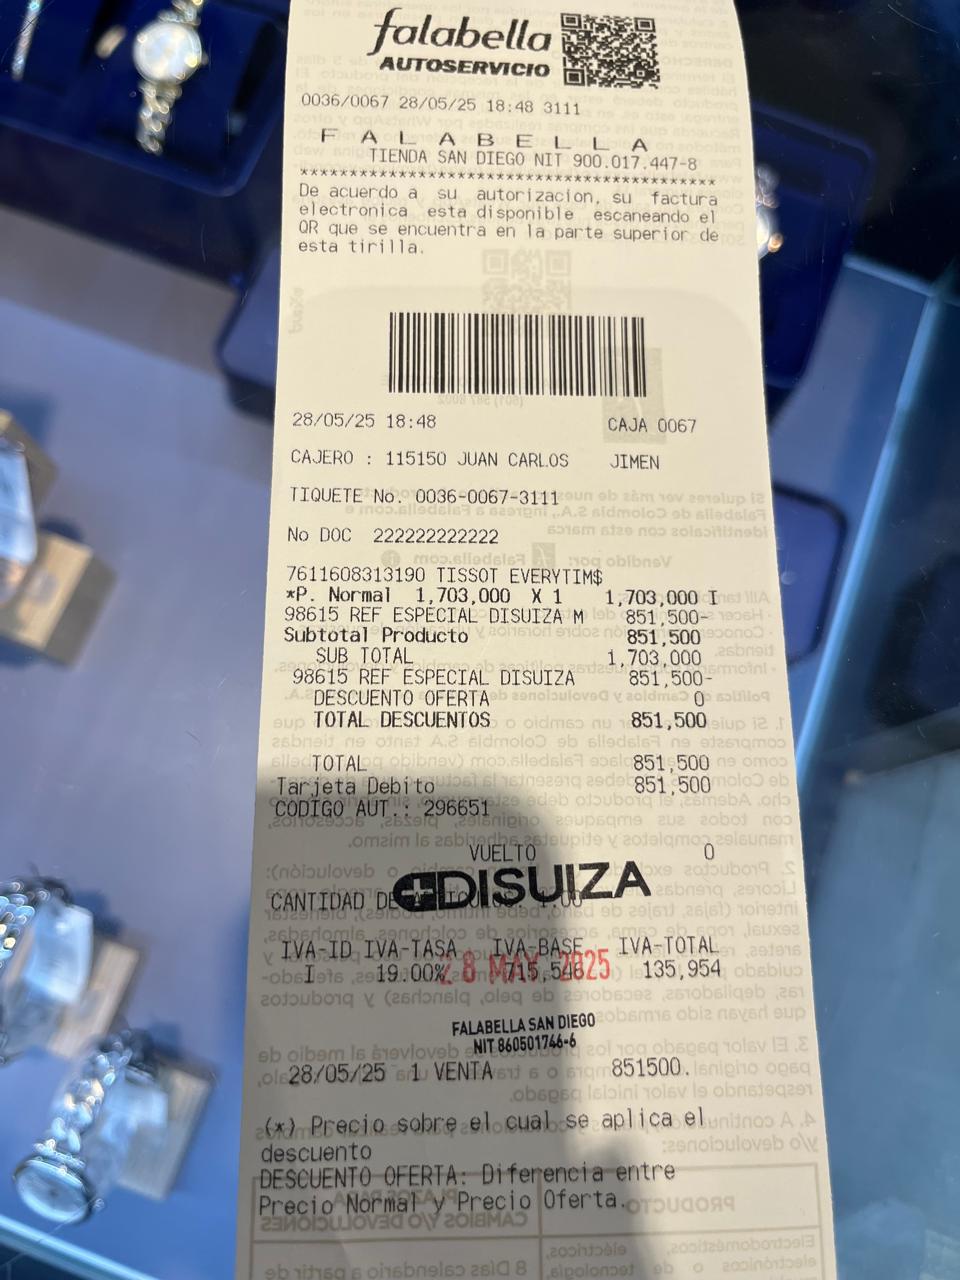 falabella
AUTOSERVICIO
0036/0067 28/05/25 18:48 3111
F A L A B E L L A
TIENDA SAN DIEGO NIT 900.017.447-8
******************************************
De acuerdo a su autorizacion, su factura
electronica esta disponible escaneando el
QR que se encuentra en la parte superior de
esta tirilla.
28/05/25 18:48 CAJA 0067
CAJERO : 115150 JUAN CARLOS JIMEN
TIQUETE No. 0036-0067-3111
No DOC 222222222222
7611608313190 TISSOT EVERYTIM$
*P. Normal 1,703,000 X 1 1,703,000 I
98615 REF ESPECIAL DISUIZA M 851,500-
Subtotal Producto 851,500
SUB TOTAL 1,703,000
98615 REF ESPECIAL DISUIZA 851,500-
DESCUENTO OFERTA 0
TOTAL DESCUENTOS 851,500
TOTAL 851,500
Tarjeta Debito 851,500
CODIGO AUT.: 296651
VUELTO 0
DISUIZA
CANTIDAD DE
IVA-ID IVA-TASA IVA-BASE IVA-TOTAL
I 19.00% 715,546 135,954
28 MAY 2025
FALABELLA SAN DIEGO
NIT 860501746-6
28/05/25 1 VENTA 851500.
(*) Precio sobre el cual se aplica el
descuento
DESCUENTO OFERTA: Diferencia entre
Precio Normal y Precio Oferta.